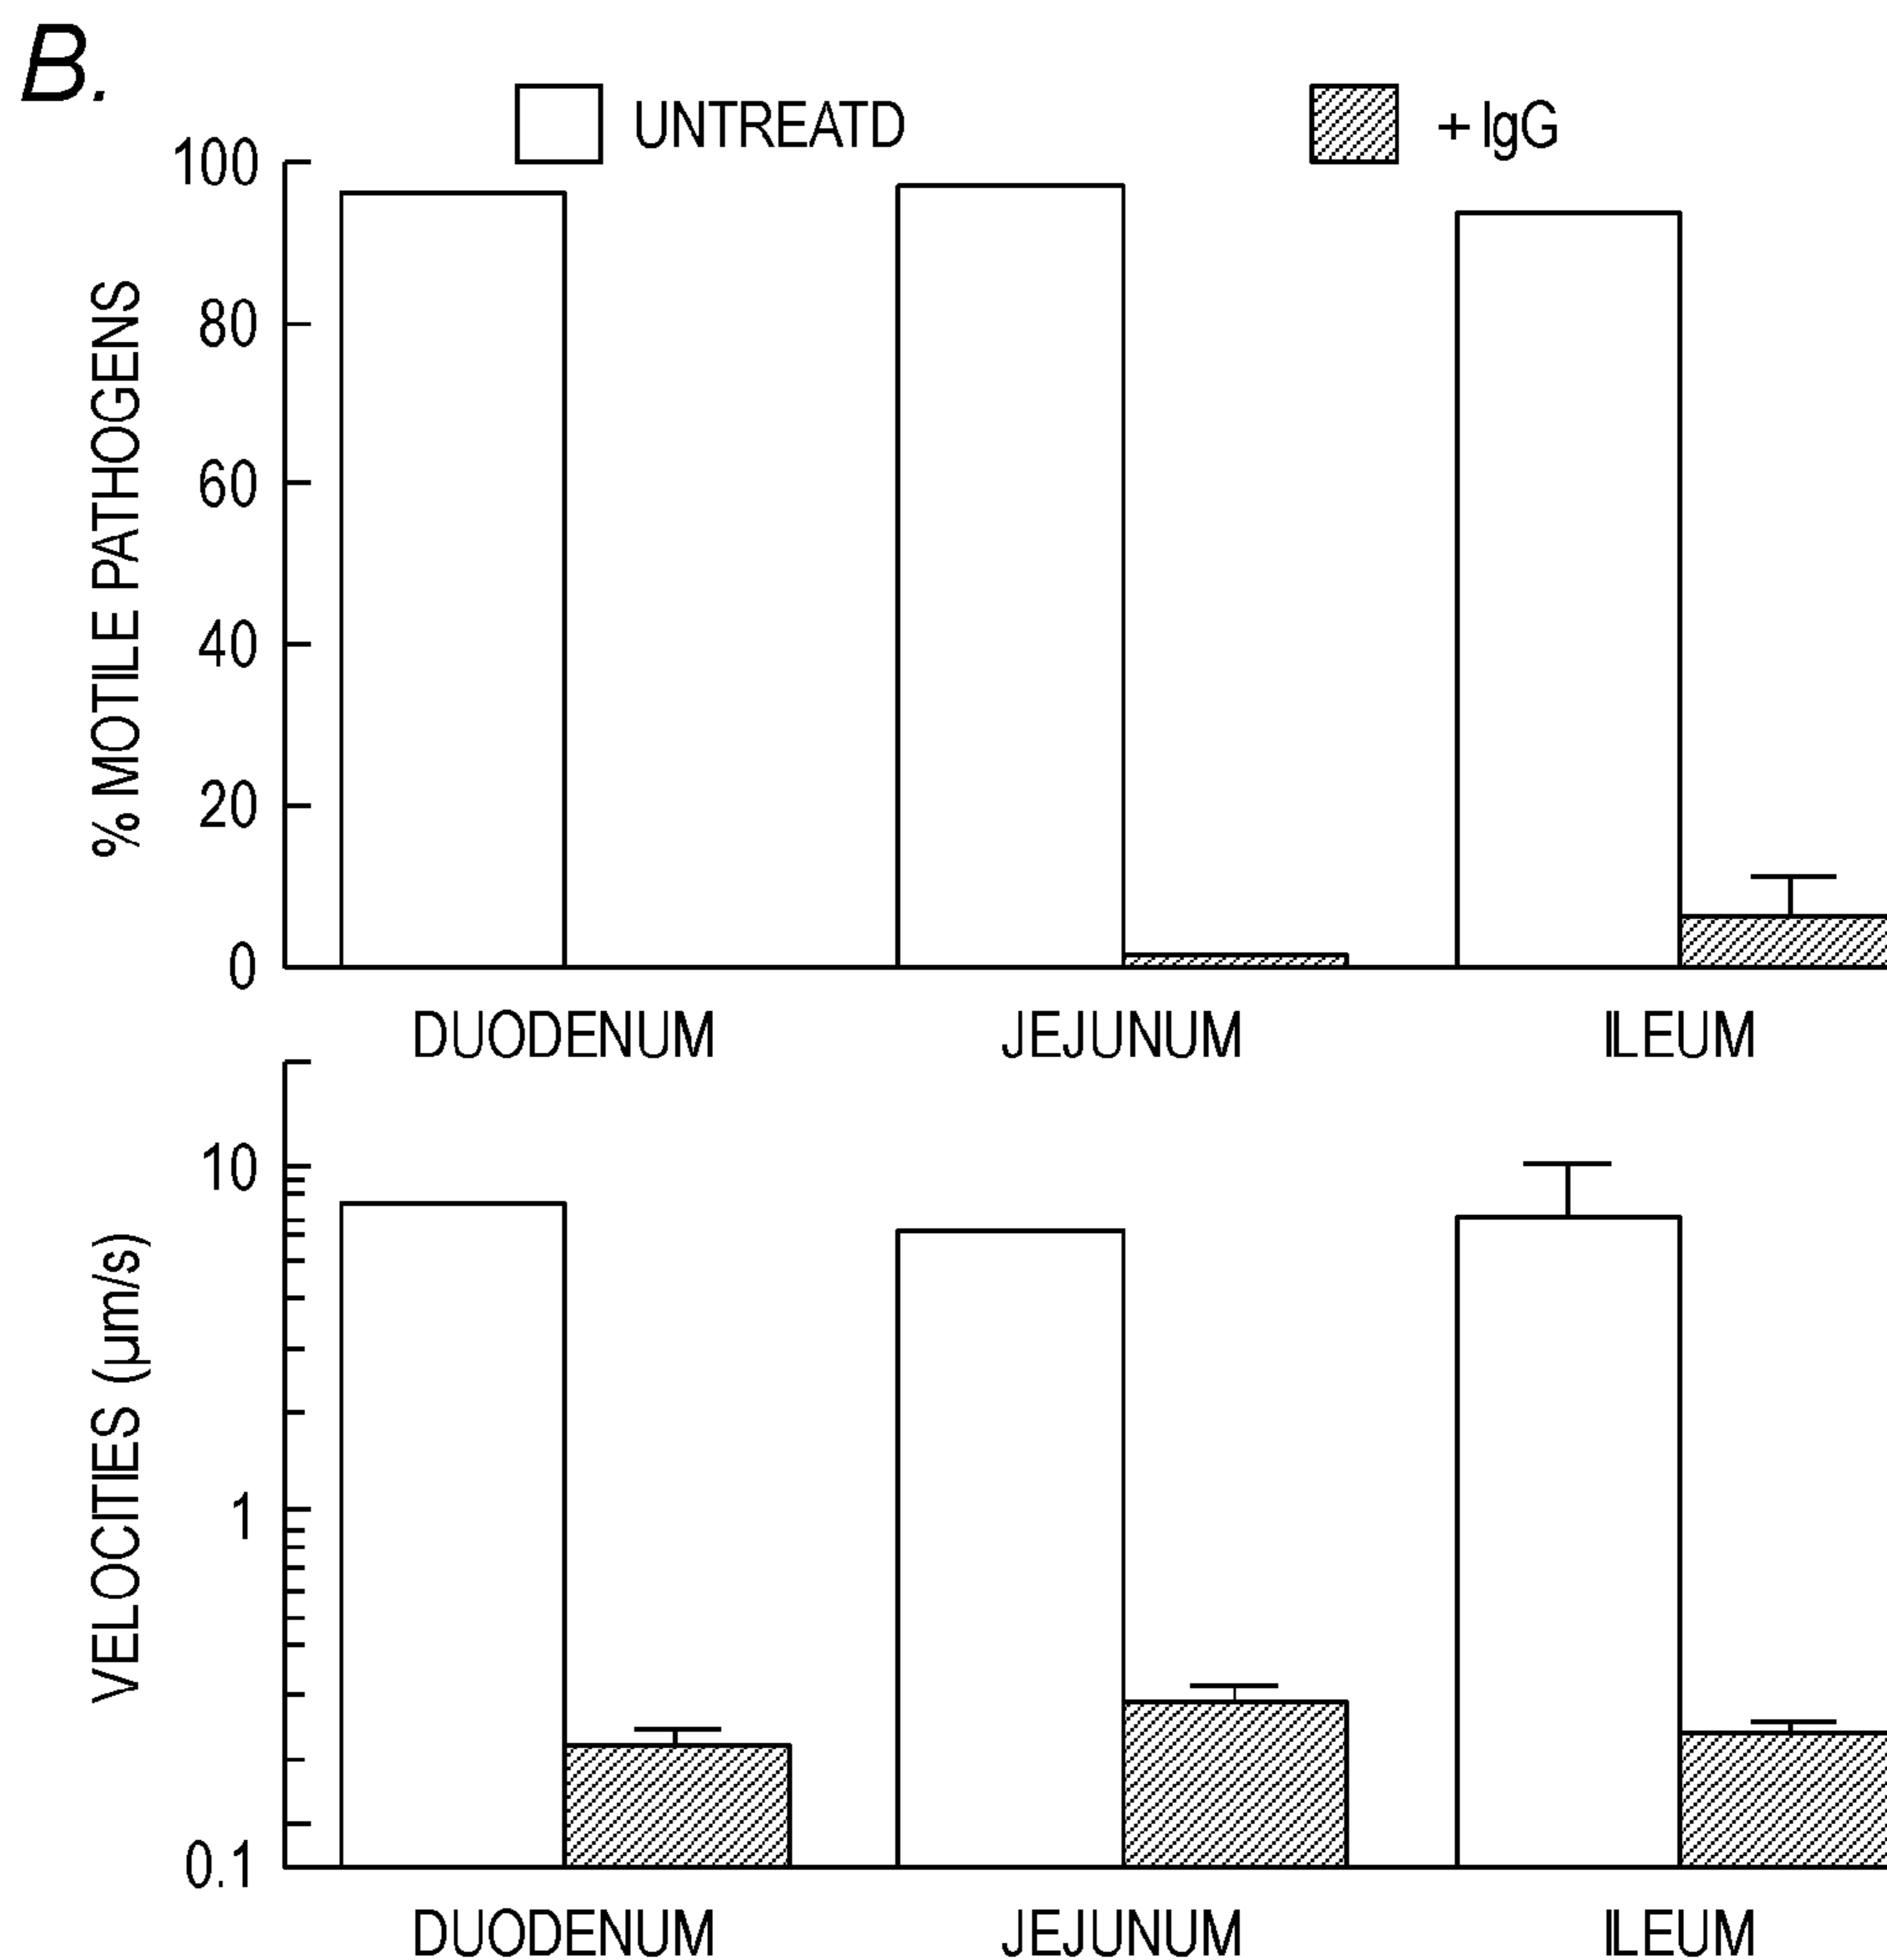 B.
UNTREATD
+ IgG
% MOTILE PATHOGENS
100
80
60
40
20
0
DUODENUM JEJUNUM ILEUM
VELOCITIES (µm/s)
10
1
0.1
DUODENUM JEJUNUM ILEUM